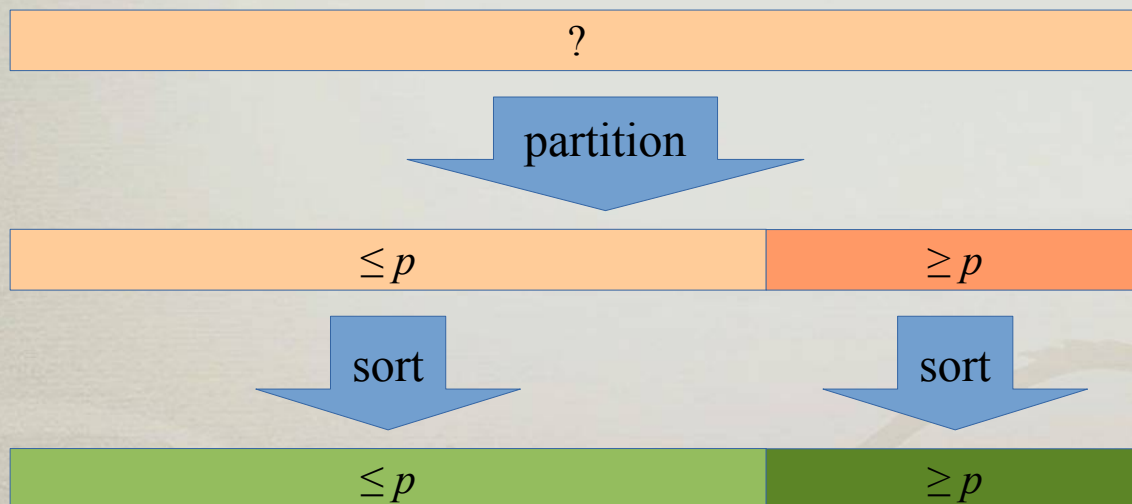 ?
partition
≤ p
≥ p
sort
sort
≤ p
≥ p